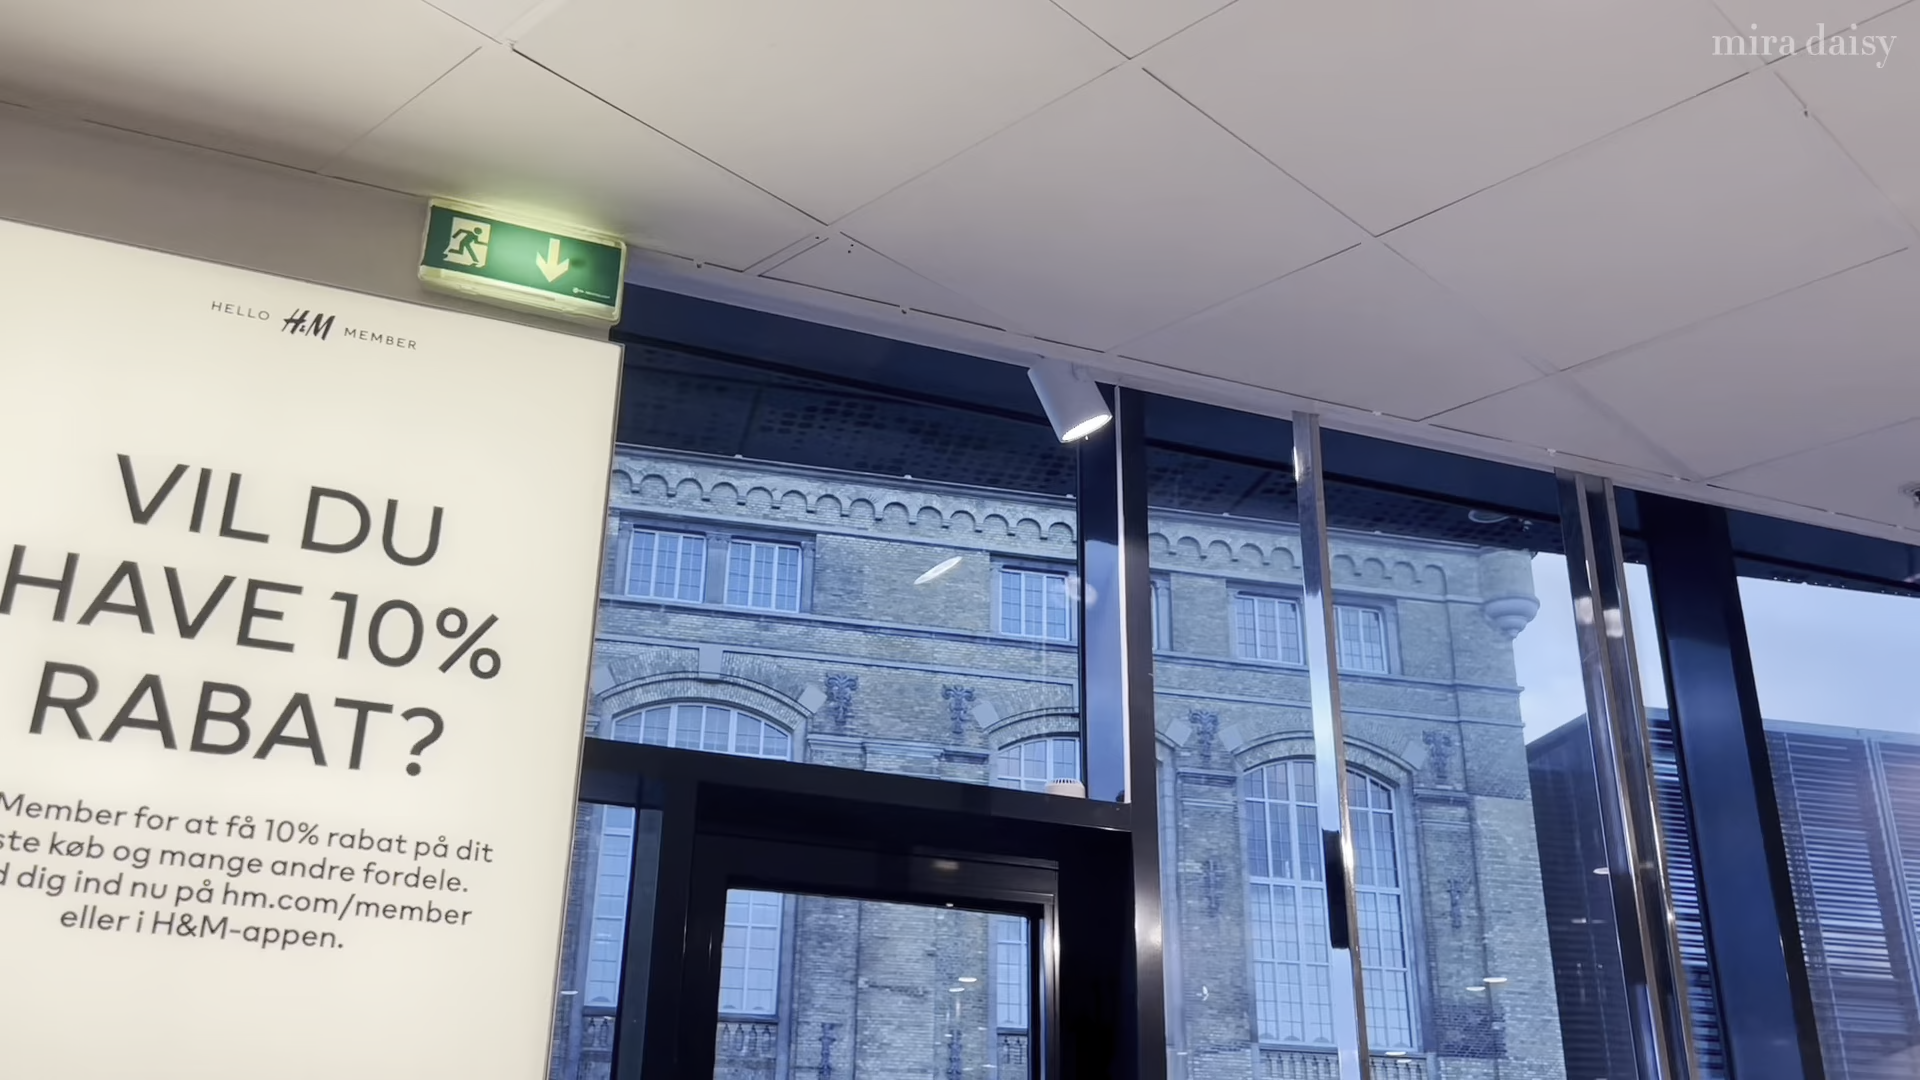 mira daisy
HELLO H&M MEMBER
VIL DU
HAVE 10%
RABAT?
Member for at få 10% rabat på dit
køb og mange andre fordele.
dig ind nu på hm.com/member
eller i H&M-appen.